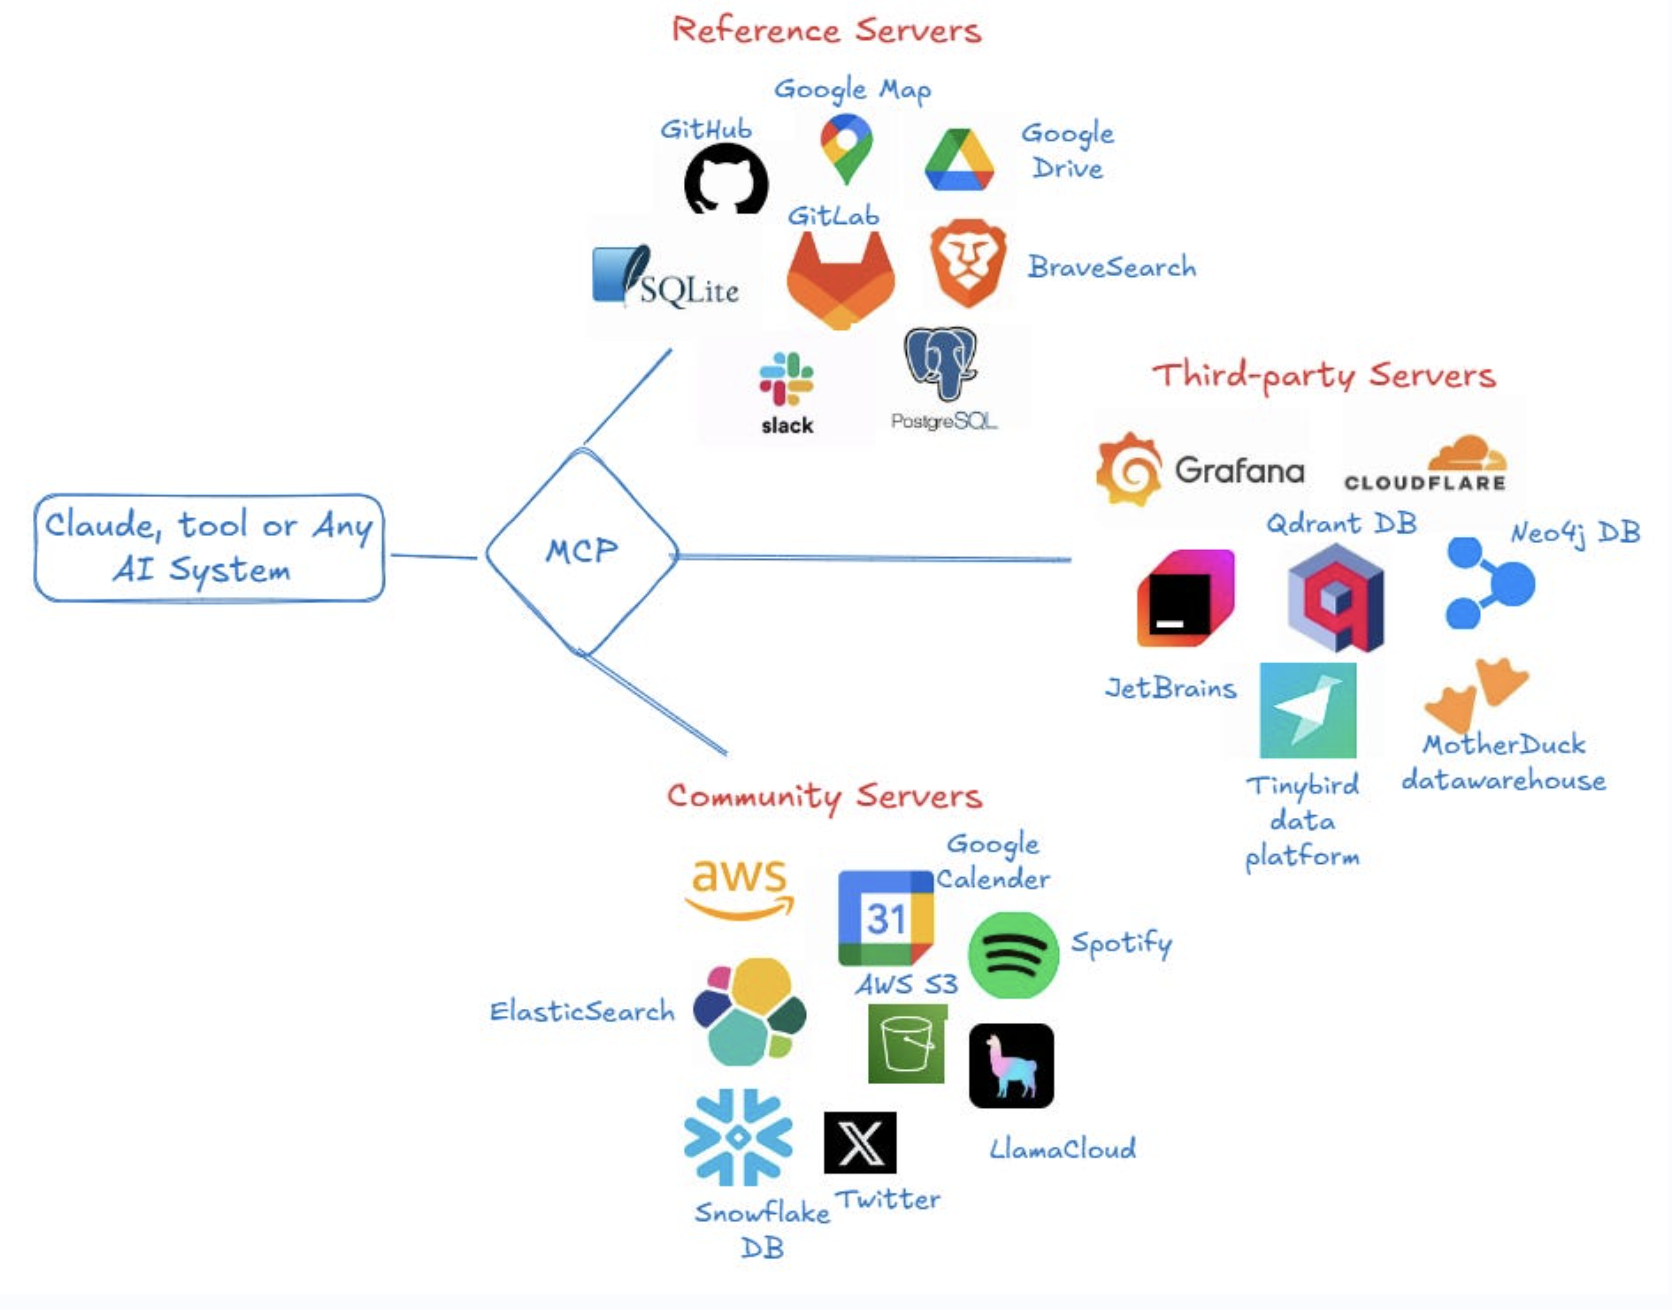 Reference Servers
Google Map
GitHub
Google
Drive
GitLab
SQLite
BraveSearch
slack
PostgreSQL
Third-party Servers
Grafana
CLOUDFLARE
Qdrant DB
Neo4j DB
Claude, tool or Any
AI System
MCP
JetBrains
MotherDuck
datawarehouse
Tinybird
data
platform
Community Servers
aws
Google
Calender
31
Spotify
AWS S3
ElasticSearch
LlamaCloud
X
Twitter
Snowflake
DB